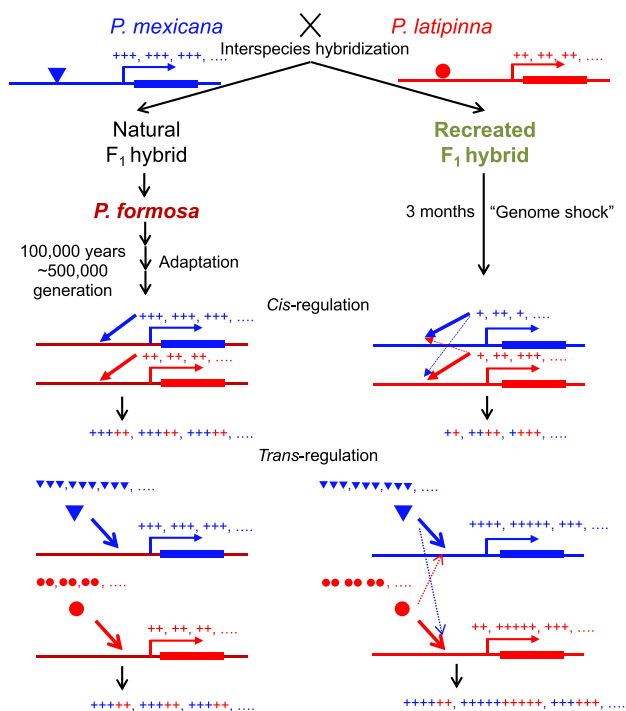 P. mexicana
P. latipinna
+++, +++, +++, ....
Interspecies hybridization
++, ++, ++, ....
Natural
F1 hybrid
Recreated
F1 hybrid
P. formosa
3 months
"Genome shock"
100,000 years
~500,000
generation
Adaptation
Cis-regulation
+++, +++, +++, ....
+, ++, +, ....
++, ++, ++, ....
+, ++, +++, ....
+++++, +++++, +++++, ....
++, ++++, ++++, ....
Trans-regulation
+++, +++, +++, ....
++++, +++++, +++, ....
++, ++, ++, ....
++, +++++, +++, ....
+++++, +++++, +++++, ....
++++++, ++++++++++, ++++++, ....